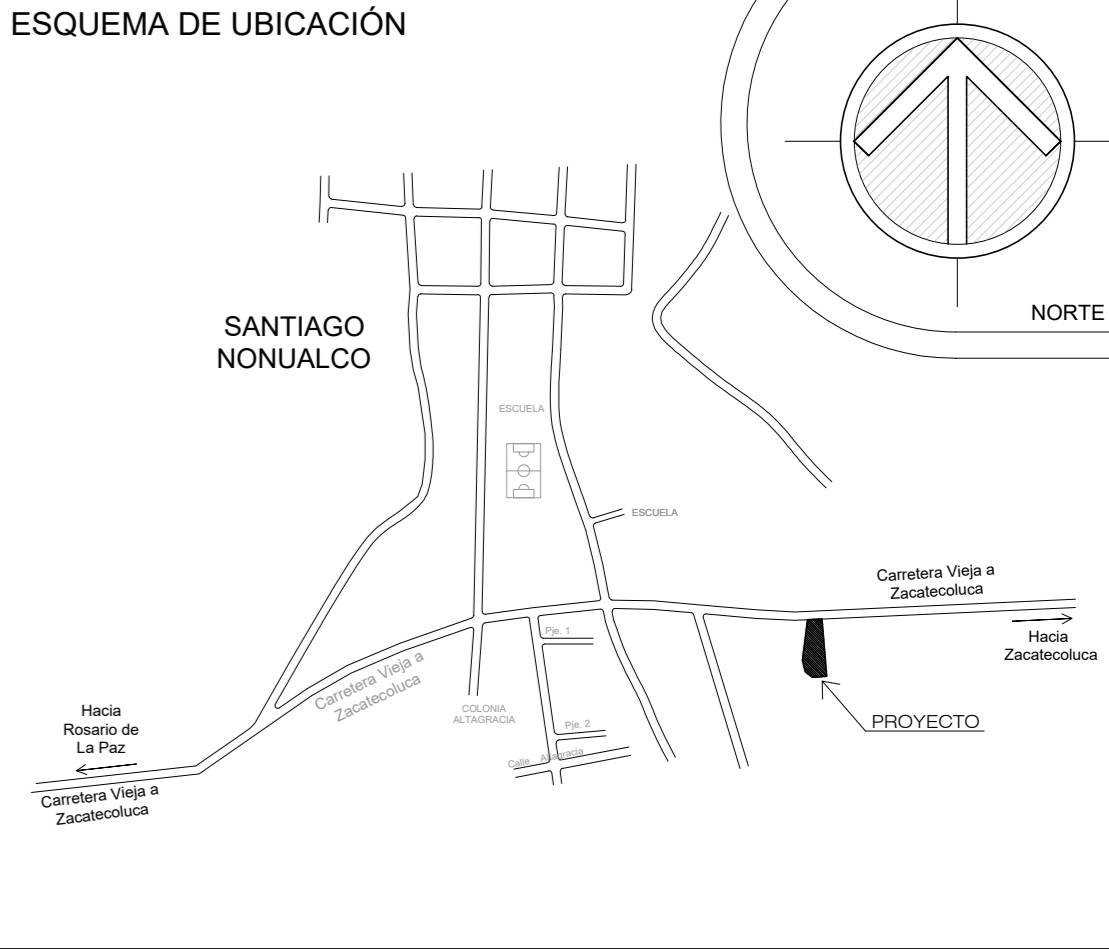 ESQUEMA DE UBICACIÓN
NORTE
SANTIAGO
NONUALCO
ESCUELA
ESCUELA
Carretera Vieja a
Zacatecoluca
Hacia
Zacatecoluca
Pje. 1
Carretera Vieja a
Zacatecoluca
COLONIA
ALTAGRACIA
Pje. 2
PROYECTO
Hacia
Rosario de
La Paz
Calle Altagracia
Carretera Vieja a
Zacatecoluca